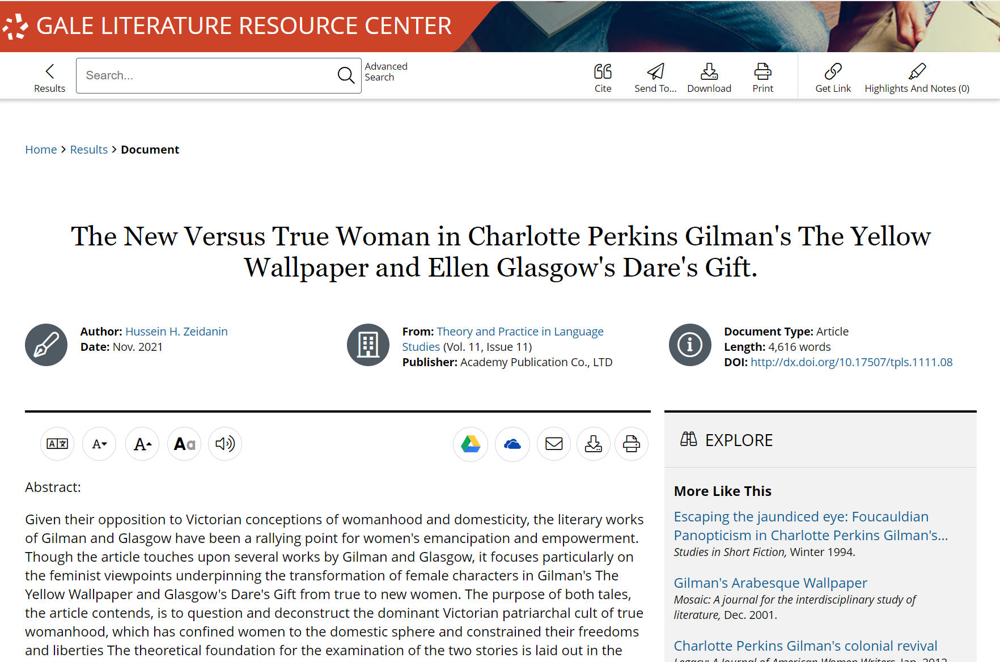 GALE LITERATURE RESOURCE CENTER
Results
Search...
Advanced
Search
Cite
Send To...
Download
Print
Get Link
Highlights And Notes (0)
Home > Results > Document
The New Versus True Woman in Charlotte Perkins Gilman's The Yellow
Wallpaper and Ellen Glasgow's Dare's Gift.
Author: Hussein H. Zeidanin
Date: Nov. 2021
From: Theory and Practice in Language
Studies (Vol. 11, Issue 11)
Publisher: Academy Publication Co., LTD
Document Type: Article
Length: 4,616 words
DOI: http://dx.doi.org/10.17507/tpls.1111.08
A
A
Aa
Abstract:
Given their opposition to Victorian conceptions of womanhood and domesticity, the literary works
of Gilman and Glasgow have been a rallying point for women's emancipation and empowerment.
Though the article touches upon several works by Gilman and Glasgow, it focuses particularly on
the feminist viewpoints underpinning the transformation of female characters in Gilman's The
Yellow Wallpaper and Glasgow's Dare's Gift from true to new women. The purpose of both tales,
the article contends, is to question and deconstruct the dominant Victorian patriarchal cult of true
womanhood, which has confined women to the domestic sphere and constrained their freedoms
and liberties The theoretical foundation for the examination of the two stories is laid out in the
EXPLORE
More Like This
Escaping the jaundiced eye: Foucauldian
Panopticism in Charlotte Perkins Gilman's...
Studies in Short Fiction, Winter 1994.
Gilman's Arabesque Wallpaper
Mosaic: A journal for the interdisciplinary study of
literature, Dec. 2001.
Charlotte Perkins Gilman's colonial revival
Legacy: A Journal of American Women Writers, Jan. 2012